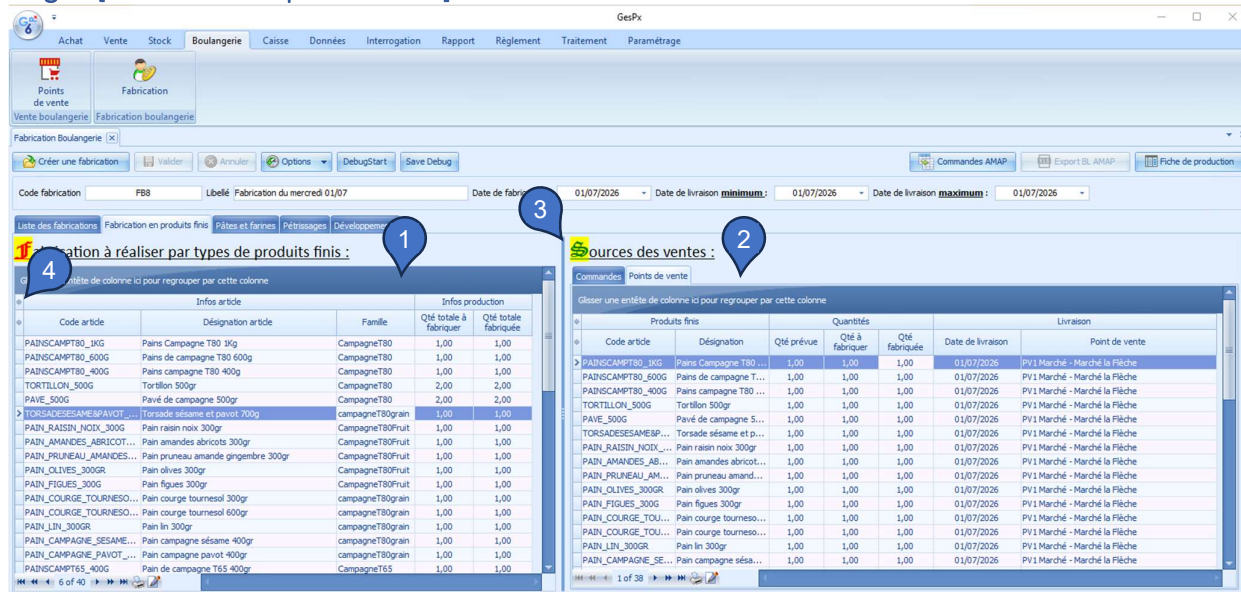 GesPx
Achat Vente Stock Boulangerie Caisse Données Interrogation Rapport Règlement Traitement Paramétrage
Points de vente
Fabrication
Vente boulangerie Fabrication boulangerie
Fabrication Boulangerie
Créer une fabrication Valider Annuler Options DebugStart Save Debug Commandes AMAP Export BL AMAP Fiche de production
Code fabrication FB8 Libellé Fabrication du mercredi 01/07 Date de 01/07/2026 Date de livraison minimum : 01/07/2026 Date de livraison maximum : 01/07/2026
Liste des fabrications Fabrication en produits finis Pâtes et farines Pétrissages
1 2 3 4
à réaliser par types de produits finis :
de colonne ici pour regrouper par cette colonne
Infos article Infos production
Code article Désignation article Famille Qté totale à fabriquer Qté totale fabriquée
PAINSCAMPT80_1KG Pains Campagne T80 1Kg CampagneT80 1,00 1,00
PAINSCAMPT80_600G Pains de campagne T80 600g CampagneT80 1,00 1,00
PAINSCAMPT80_400G Pains campagne T80 400g CampagneT80 1,00 1,00
TORTILLON_500G Tortillon 500gr CampagneT80 2,00 2,00
PAVE_500G Pavé de campagne 500gr CampagneT80 2,00 2,00
TORSADESESAME&PAVOT_... Torsade sésame et pavot 700g campagneT80grain 1,00 1,00
PAIN_RAISIN_NOIX_300G Pain raisin noix 300gr CampagneT80Fruit 1,00 1,00
PAIN_AMANDES_ABRICOT... Pain amandes abricots 300gr CampagneT80Fruit 1,00 1,00
PAIN_PRUNEAU_AMANDES... Pain pruneau amande gingembre 300gr CampagneT80Fruit 1,00 1,00
PAIN_OLIVES_300GR Pain olives 300gr CampagneT80Fruit 1,00 1,00
PAIN_FIGUES_300G Pain figues 300gr CampagneT80Fruit 1,00 1,00
PAIN_COURGE_TOURNESO... Pain courge tournesol 300gr campagneT80grain 1,00 1,00
PAIN_COURGE_TOURNESO... Pain courge tournesol 600gr campagneT80grain 1,00 1,00
PAIN_LIN_300GR Pain lin 300gr campagneT80grain 1,00 1,00
PAIN_CAMPAGNE_SESAME... Pain campagne sésame 400gr campagneT80grain 1,00 1,00
PAIN_CAMPAGNE_PAVOT_... Pain campagne pavot 400gr campagneT80grain 1,00 1,00
PAINSCAMPT65_400G Pain de campagne T65 400gr CampagneT65 1,00 1,00
6 of 40
Sources des ventes :
Commandes Points de vente
Glisser une entête de colonne ici pour regrouper par cette colonne
Produits finis Quantités Livraison
Code article Désignation Qté prévue Qté à fabriquer Qté fabriquée Date de livraison Point de vente
PAINSCAMPT80_1KG Pains Campagne T80 ... 1,00 1,00 1,00 01/07/2026 PV1 Marché - Marché la Flèche
PAINSCAMPT80_600G Pains de campagne T... 1,00 1,00 1,00 01/07/2026 PV1 Marché - Marché la Flèche
PAINSCAMPT80_400G Pains campagne T80 ... 1,00 1,00 1,00 01/07/2026 PV1 Marché - Marché la Flèche
TORTILLON_500G Tortillon 500gr 1,00 1,00 1,00 01/07/2026 PV1 Marché - Marché la Flèche
PAVE_500G Pavé de campagne 5... 1,00 1,00 1,00 01/07/2026 PV1 Marché - Marché la Flèche
TORSADESESAME&P... Torsade sésame et p... 1,00 1,00 1,00 01/07/2026 PV1 Marché - Marché la Flèche
PAIN_RAISIN_NOIX_... Pain raisin noix 300gr 1,00 1,00 1,00 01/07/2026 PV1 Marché - Marché la Flèche
PAIN_AMANDES_AB... Pain amandes abricot... 1,00 1,00 1,00 01/07/2026 PV1 Marché - Marché la Flèche
PAIN_PRUNEAU_AM... Pain pruneau amand... 1,00 1,00 1,00 01/07/2026 PV1 Marché - Marché la Flèche
PAIN_OLIVES_300GR Pain olives 300gr 1,00 1,00 1,00 01/07/2026 PV1 Marché - Marché la Flèche
PAIN_FIGUES_300G Pain figues 300gr 1,00 1,00 1,00 01/07/2026 PV1 Marché - Marché la Flèche
PAIN_COURGE_TOU... Pain courge tourneso... 1,00 1,00 1,00 01/07/2026 PV1 Marché - Marché la Flèche
PAIN_COURGE_TOU... Pain courge tourneso... 1,00 1,00 1,00 01/07/2026 PV1 Marché - Marché la Flèche
PAIN_LIN_300GR Pain lin 300gr 1,00 1,00 1,00 01/07/2026 PV1 Marché - Marché la Flèche
PAIN_CAMPAGNE_SE... Pain campagne sésa... 1,00 1,00 1,00 01/07/2026 PV1 Marché - Marché la Flèche
1 of 38